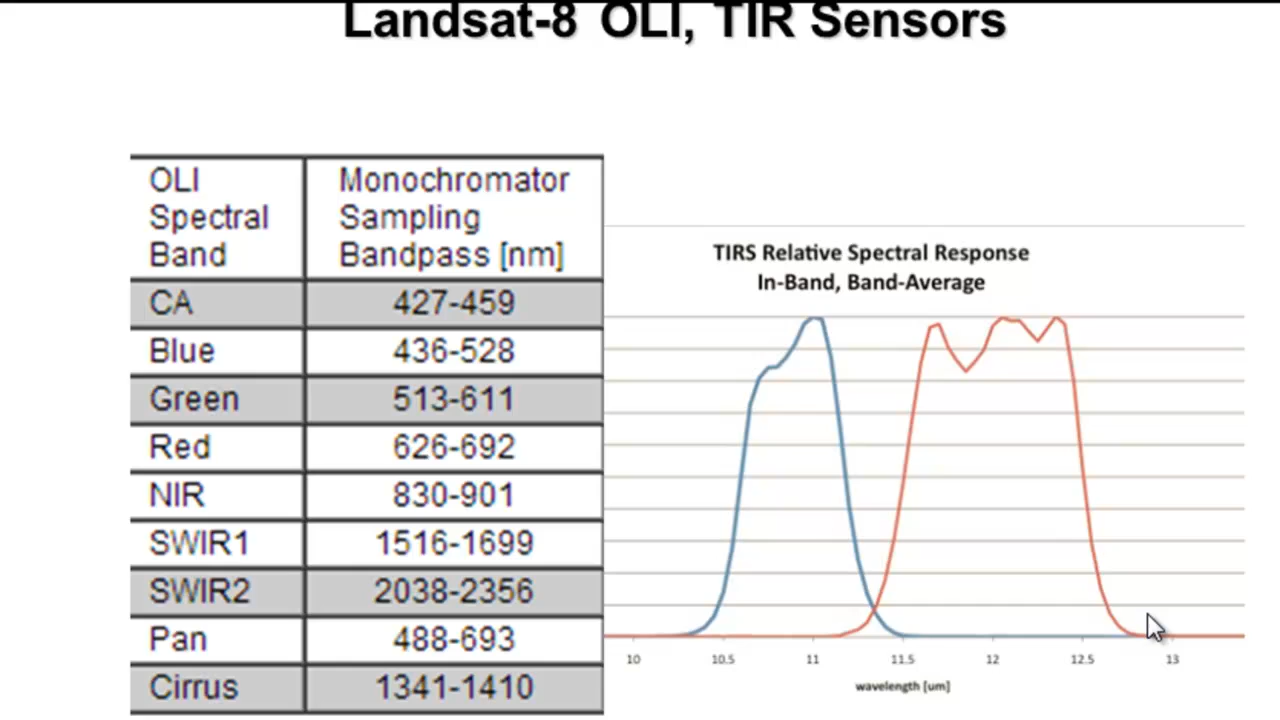 Landsat-8 OLI, TIR Sensors
OLI Spectral Band
Monochromator Sampling Bandpass [nm]
CA 427-459
Blue 436-528
Green 513-611
Red 626-692
NIR 830-901
SWIR1 1516-1699
SWIR2 2038-2356
Pan 488-693
Cirrus 1341-1410
TIRS Relative Spectral Response
In-Band, Band-Average
10 10.5 11 11.5 12 12.5 13
wavelength [um]